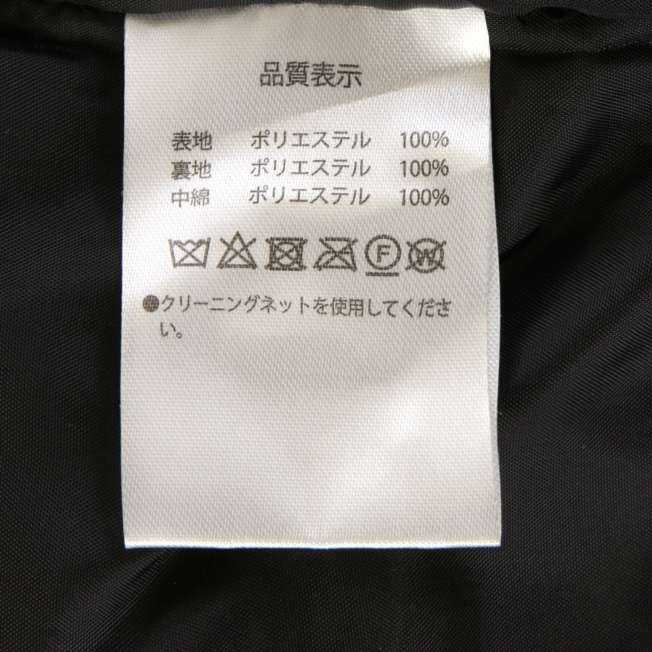 品質表示
表地 ポリエステル 100%
裏地 ポリエステル 100%
中綿 ポリエステル 100%
F W
●クリーニングネットを使用してくださ
い。